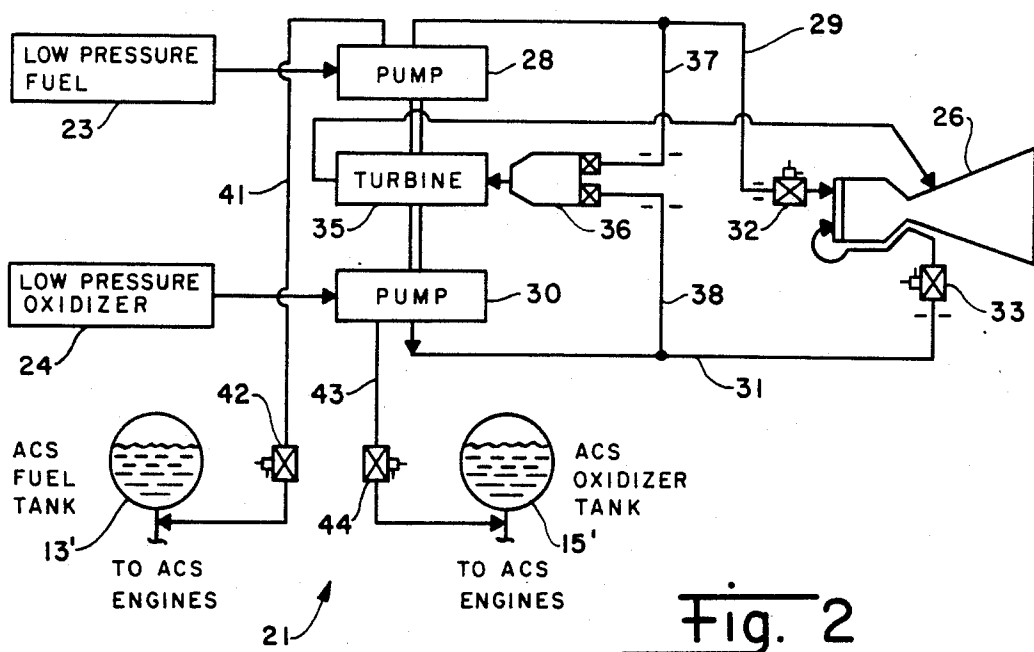 LOW PRESSURE
FUEL
23
PUMP
28
29
37
26
41
TURBINE
35
36
32
LOW PRESSURE
OXIDIZER
24
PUMP
30
38
33
31
43
42
44
ACS
FUEL
TANK
13'
ACS
OXIDIZER
TANK
15'
TO ACS
ENGINES
TO ACS
ENGINES
21
Fig. 2